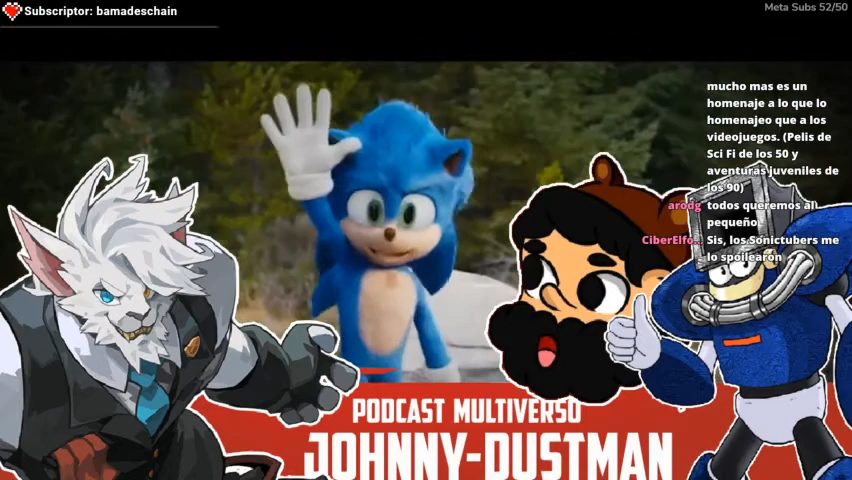 Subscriptor: bamadeschain
Meta Subs 52/50
mucho mas es un
homenaje a lo que lo
homenajeo que a los
videojuegos. (Pelis de
Sci Fi de los 50 y
aventuras juveniles de
los 90)
arodg todos queremos al
pequeño
CiberElfo... Sis, los Sonictubers me
lo spoilearon
PODCAST MULTIVERSO
JOHNNY-DUSTMAN